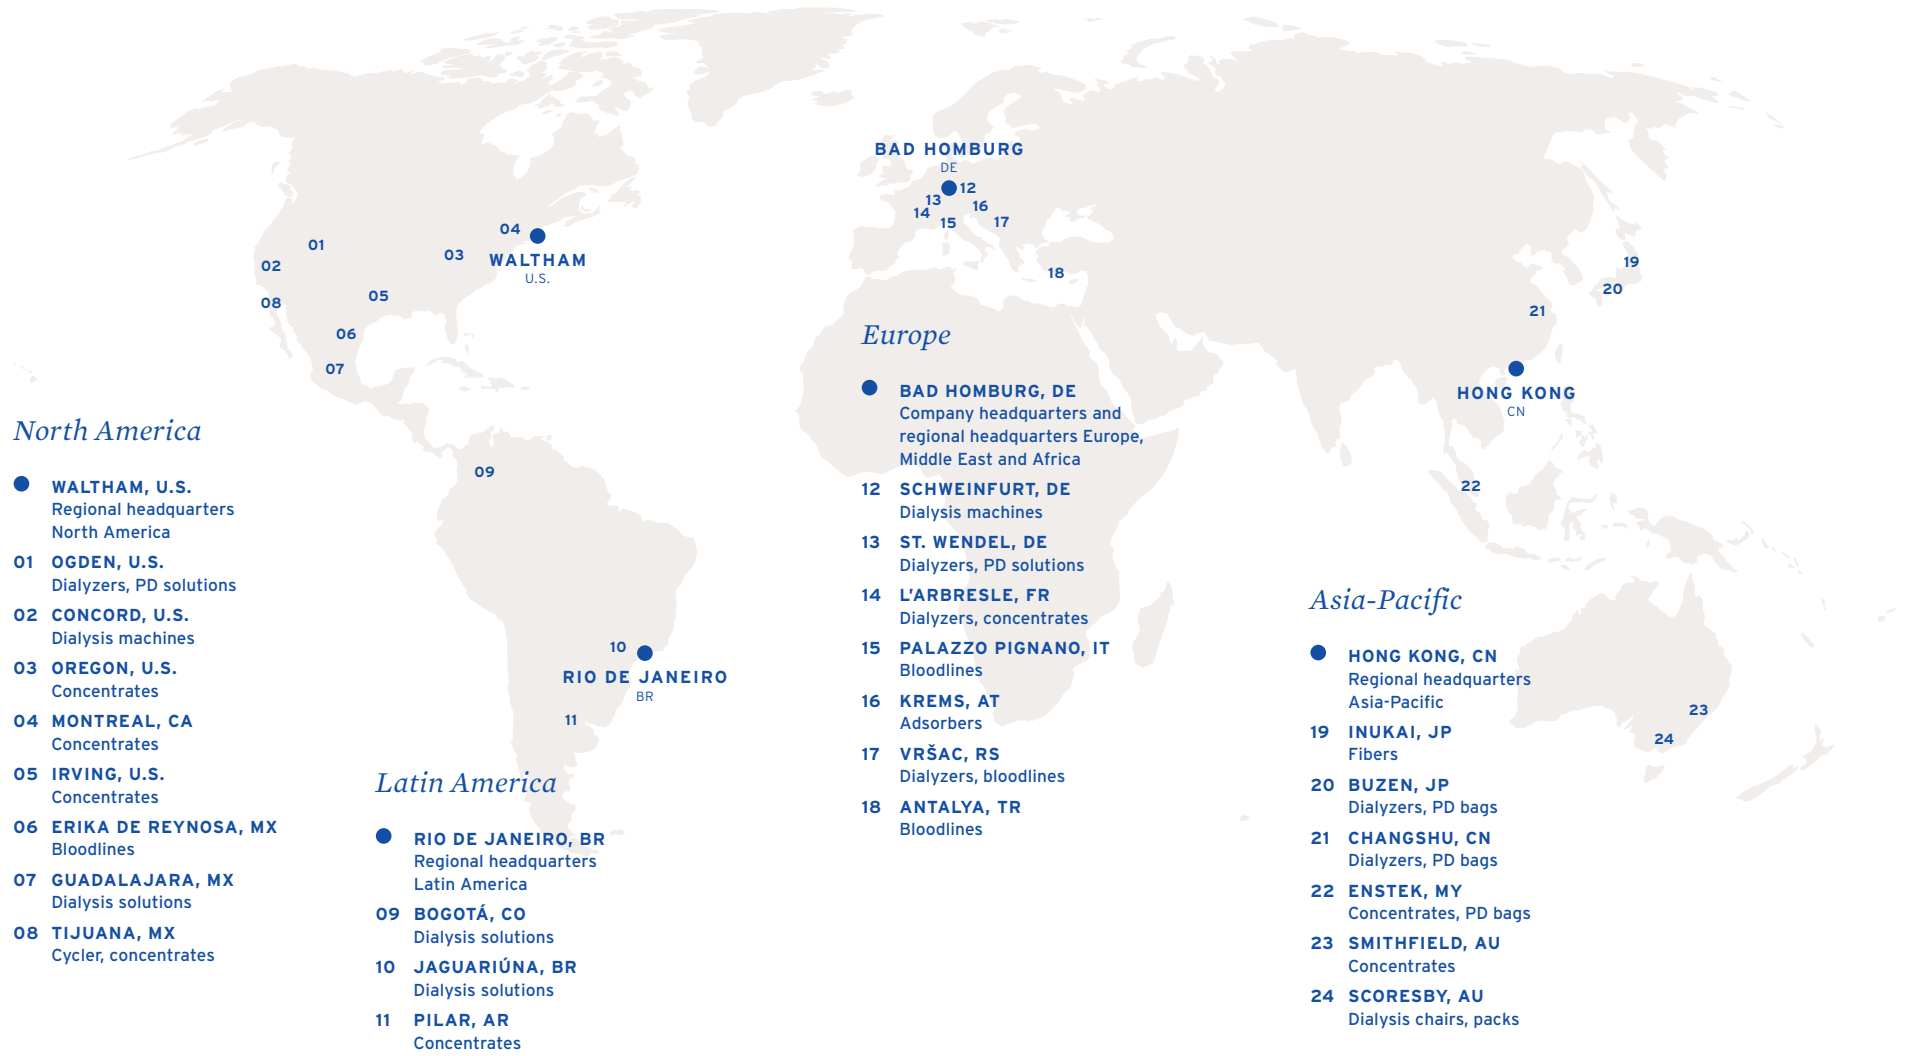 BAD HOMBURG
DE
12
13
16
14
15
17
04
01
03
WALTHAM
U.S.
02
05
08
06
07
18
19
20
21
HONG KONG
CN
22
09
10
RIO DE JANEIRO
BR
11
23
24
North America
WALTHAM, U.S.
Regional headquarters
North America
01 OGDEN, U.S.
Dialyzers, PD solutions
02 CONCORD, U.S.
Dialysis machines
03 OREGON, U.S.
Concentrates
04 MONTREAL, CA
Concentrates
05 IRVING, U.S.
Concentrates
06 ERIKA DE REYNOSA, MX
Bloodlines
07 GUADALAJARA, MX
Dialysis solutions
08 TIJUANA, MX
Cycler, concentrates
Latin America
RIO DE JANEIRO, BR
Regional headquarters
Latin America
09 BOGOTÁ, CO
Dialysis solutions
10 JAGUARIÚNA, BR
Dialysis solutions
11 PILAR, AR
Concentrates
Europe
BAD HOMBURG, DE
Company headquarters and
regional headquarters Europe,
Middle East and Africa
12 SCHWEINFURT, DE
Dialysis machines
13 ST. WENDEL, DE
Dialyzers, PD solutions
14 L’ARBRESLE, FR
Dialyzers, concentrates
15 PALAZZO PIGNANO, IT
Bloodlines
16 KREMS, AT
Adsorbers
17 VRŠAC, RS
Dialyzers, bloodlines
18 ANTALYA, TR
Bloodlines
Asia-Pacific
HONG KONG, CN
Regional headquarters
Asia-Pacific
19 INUKAI, JP
Fibers
20 BUZEN, JP
Dialyzers, PD bags
21 CHANGSHU, CN
Dialyzers, PD bags
22 ENSTEK, MY
Concentrates, PD bags
23 SMITHFIELD, AU
Concentrates
24 SCORESBY, AU
Dialysis chairs, packs